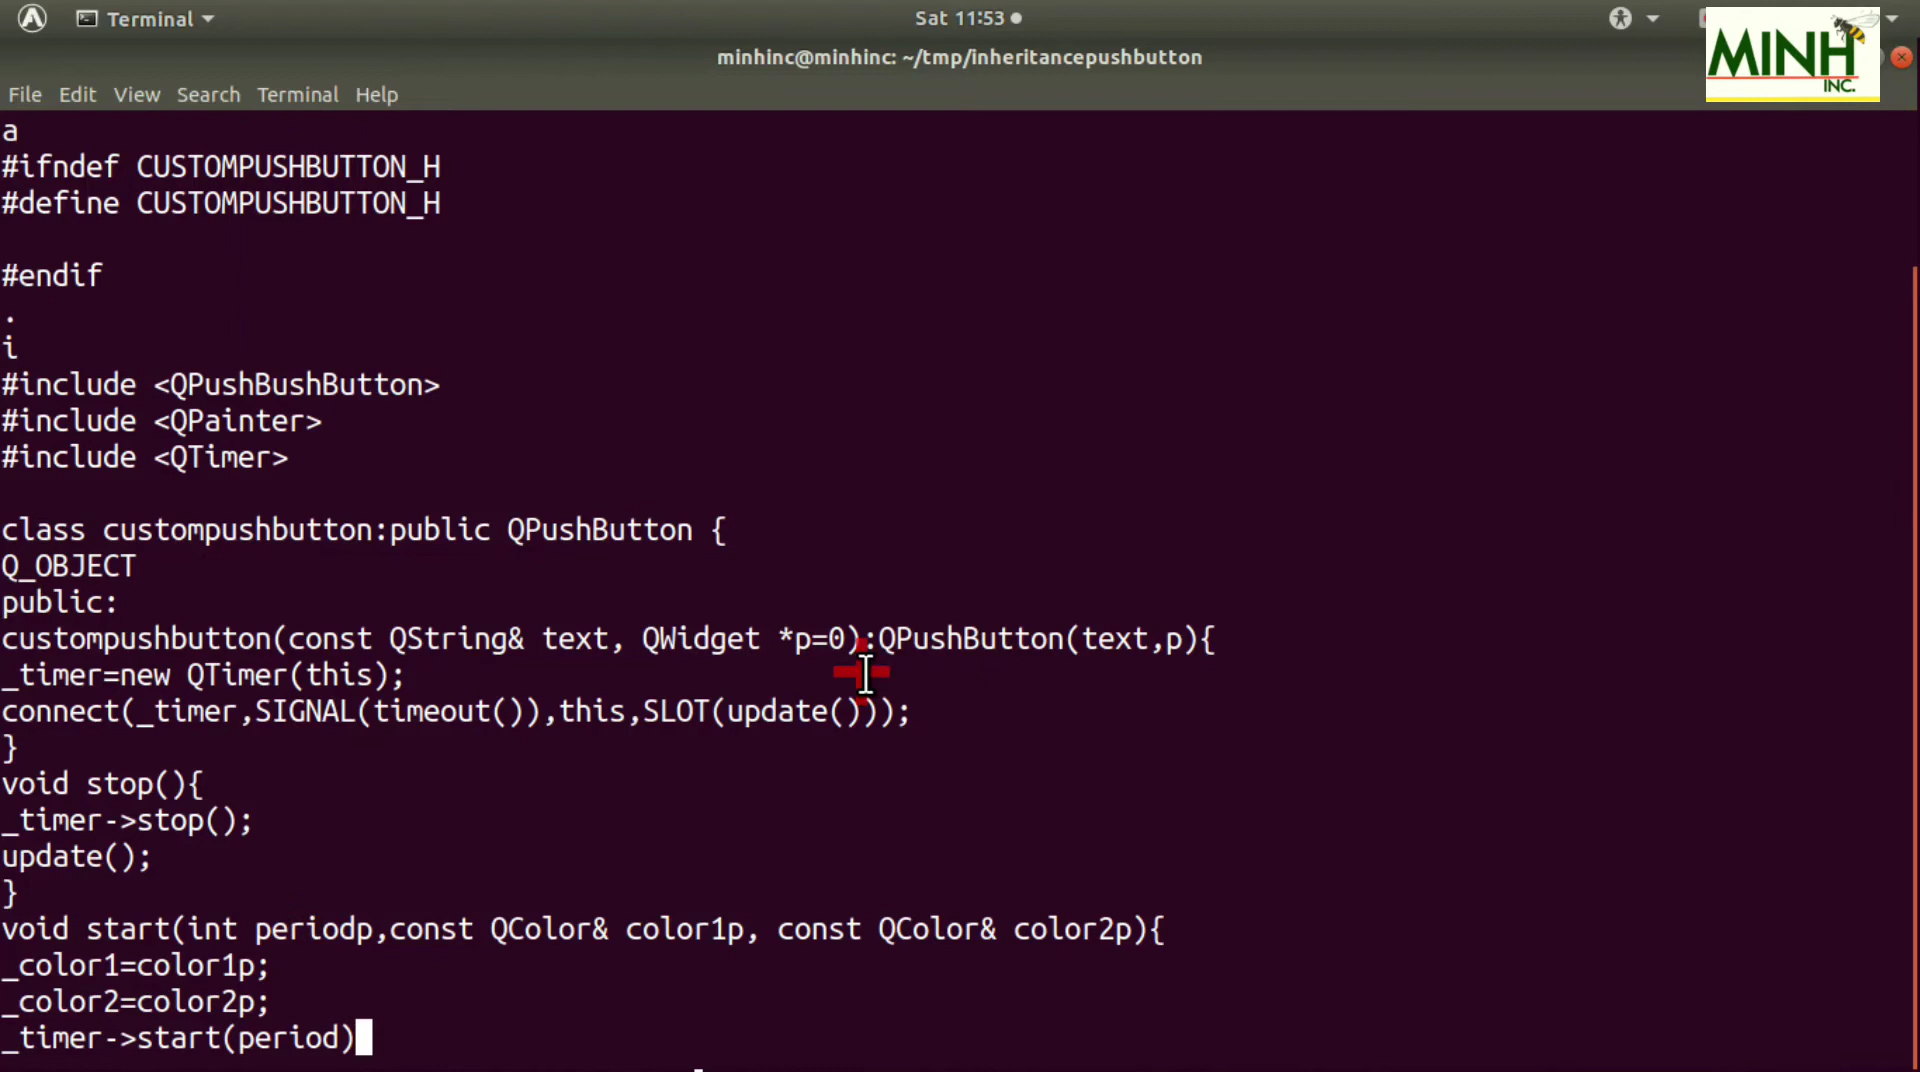 Terminal
Sat 11:53
MINH
INC.
minhinc@minhinc: ~/tmp/inheritancepushbutton
File Edit View Search Terminal Help
a
#ifndef CUSTOMPUSHBUTTON_H
#define CUSTOMPUSHBUTTON_H
#endif
.
i
#include <QPushBushButton>
#include <QPainter>
#include <QTimer>
class custompushbutton:public QPushButton {
Q_OBJECT
public:
custompushbutton(const QString& text, QWidget *p=0):QPushButton(text,p){
_timer=new QTimer(this);
connect(_timer,SIGNAL(timeout()),this,SLOT(update()));
}
void stop(){
_timer->stop();
update();
}
void start(int periodp,const QColor& color1p, const QColor& color2p){
_color1=color1p;
_color2=color2p;
_timer->start(period)